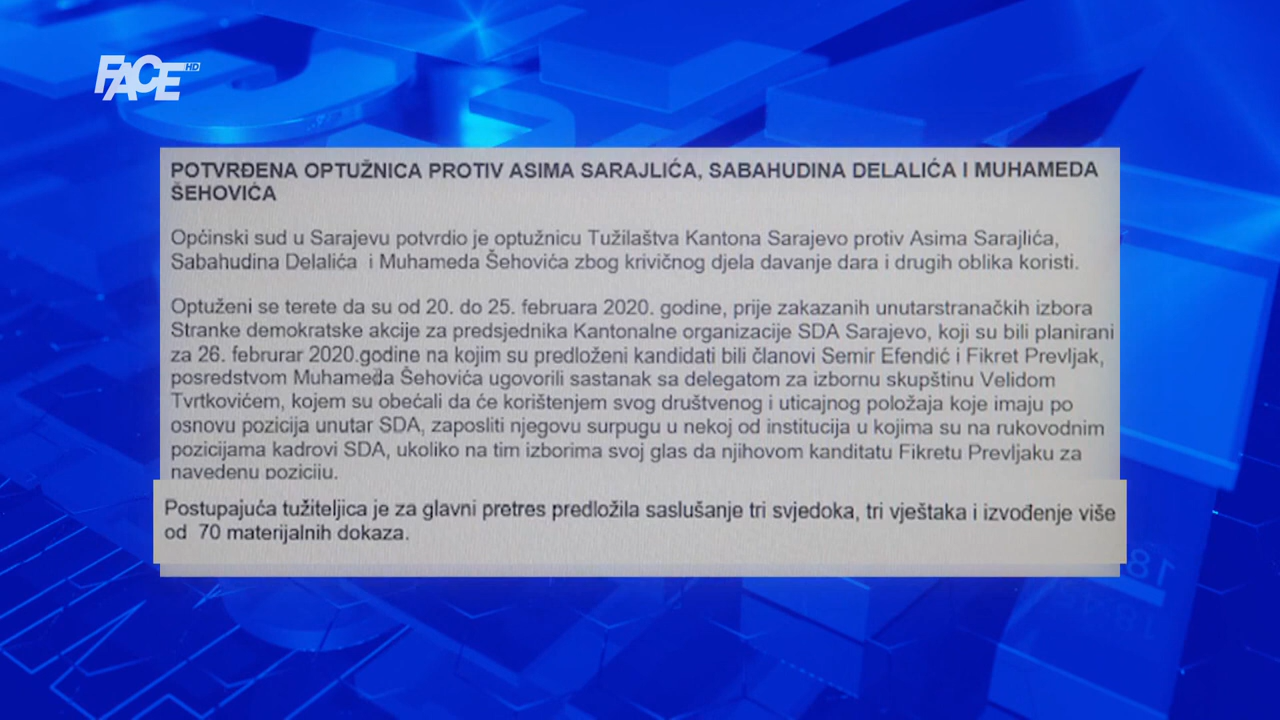 FACE HD
POTVRĐENA OPTUŽNICA PROTIV ASIMA SARAJLIĆA, SABAHUDINA DELALIĆA I MUHAMEDA
ŠEHOVIĆA
Općinski sud u Sarajevu potvrdio je optužnicu Tužilaštva Kantona Sarajevo protiv Asima Sarajlića,
Sabahudina Delalića i Muhameda Šehovića zbog krivičnog djela davanje dara i drugih oblika koristi.
Optuženi se terete da su od 20. do 25. februara 2020. godine, prije zakazanih unutarstranačkih izbora
Stranke demokratske akcije za predsjednika Kantonalne organizacije SDA Sarajevo, koji su bili planirani
za 26. februrar 2020.godine na kojim su predloženi kandidati bili članovi Semir Efendić i Fikret Prevljak,
posredstvom Muhameda Šehovića ugovorili sastanak sa delegatom za izbornu skupštinu Velidom
Tvrtkovićem, kojem su obećali da će korištenjem svog društvenog i uticajnog položaja koje imaju po
osnovu pozicija unutar SDA, zaposliti njegovu surpugu u nekoj od institucija u kojima su na rukovodnim
pozicijama kadrovi SDA, ukoliko na tim izborima svoj glas da njihovom kanditatu Fikretu Prevljaku za
navedenu poziciju.
Postupajuća tužiteljica je za glavni pretres predložila saslušanje tri svjedoka, tri vještaka i izvođenje više
od 70 materijalnih dokaza.